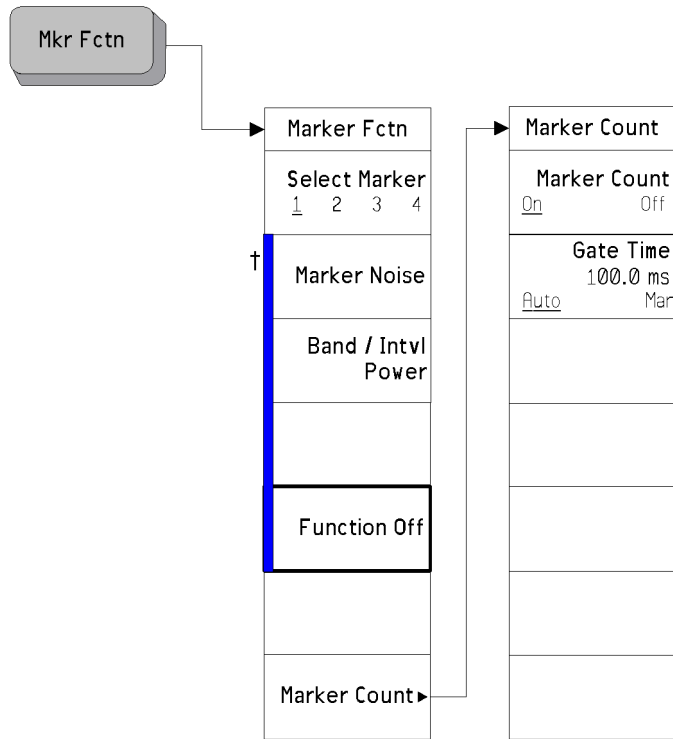 Mkr Fctn
Marker Fctn
Select Marker
1 2 3 4
†
Marker Noise
Band / Intvl
Power
Function Off
Marker Count
Marker Count
Marker Count
On Off
Gate Time
100.0 ms
Auto Man